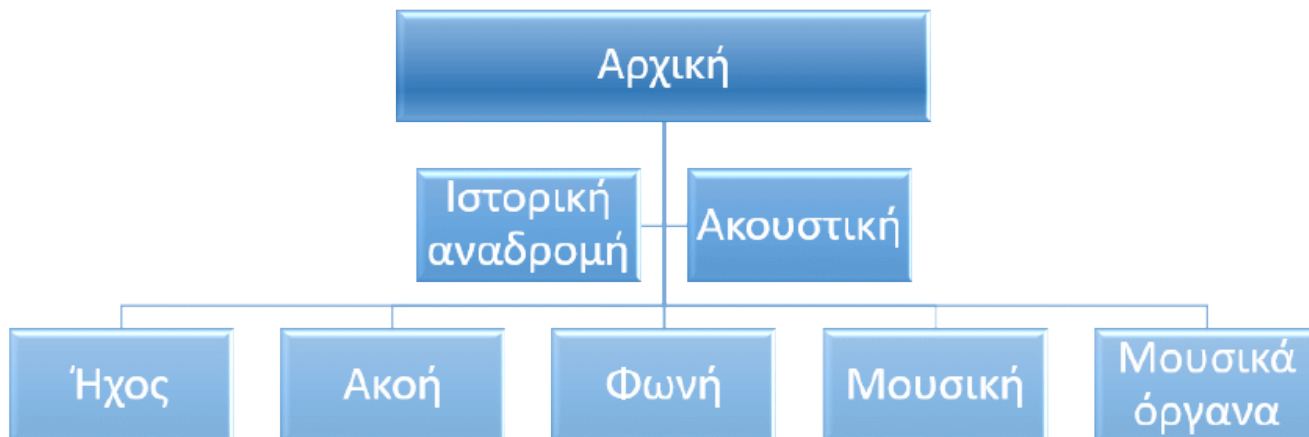 Αρχική
Ιστορική
αναδρομή
Ακουστική
Ήχος
Ακοή
Φωνή
Μουσική
Μουσικά
όργανα